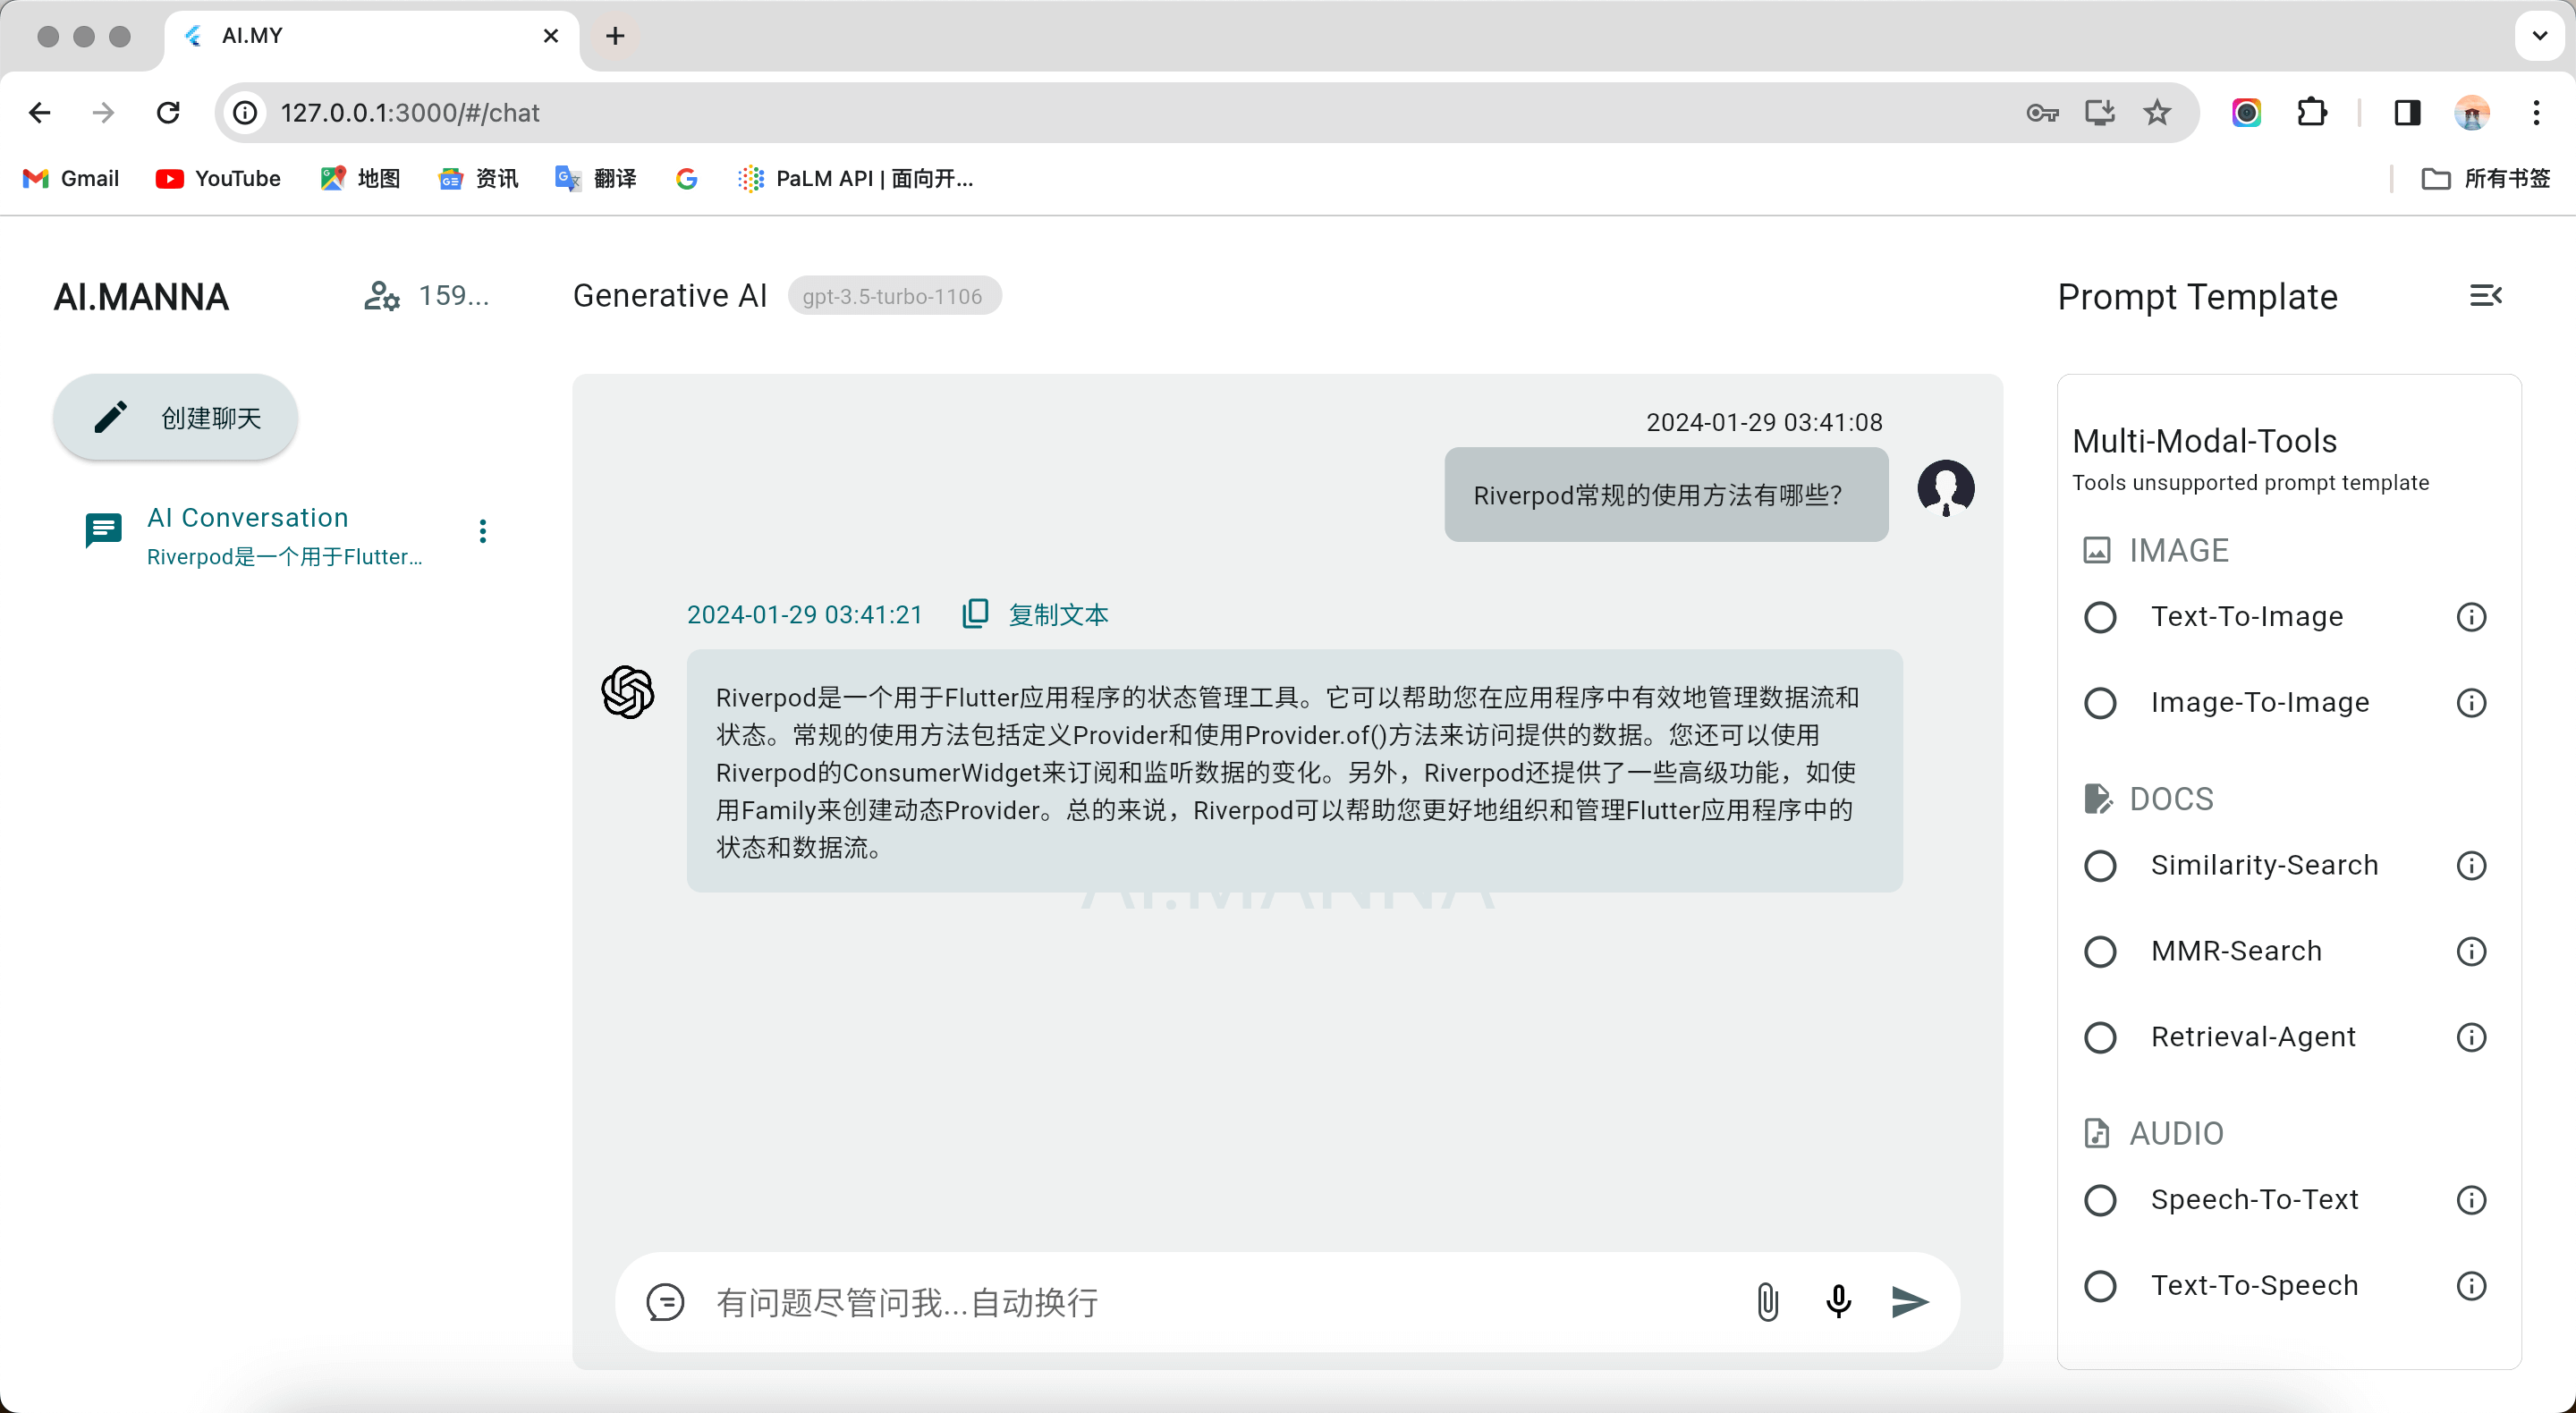 AI.MY
127.0.0.1:3000/#/chat
Gmail
YouTube
地图
资讯
翻译
PaLM API | 面向开...
所有书签
AI.MANNA
159...
创建聊天
AI Conversation
Riverpod是一个用于Flutter...
Generative AI
gpt-3.5-turbo-1106
2024-01-29 03:41:08
Riverpod常规的使用方法有哪些?
2024-01-29 03:41:21
复制文本
Riverpod是一个用于Flutter应用程序的状态管理工具。它可以帮助您在应用程序中有效地管理数据流和
状态。常规的使用方法包括定义Provider和使用Provider.of()方法来访问提供的数据。您还可以使用
Riverpod的ConsumerWidget来订阅和监听数据的变化。另外，Riverpod还提供了一些高级功能，如使
用Family来创建动态Provider。总的来说，Riverpod可以帮助您更好地组织和管理Flutter应用程序中的
状态和数据流。
AI.MANNA
有问题尽管问我...自动换行
Prompt Template
Multi-Modal-Tools
Tools unsupported prompt template
IMAGE
Text-To-Image
Image-To-Image
DOCS
Similarity-Search
MMR-Search
Retrieval-Agent
AUDIO
Speech-To-Text
Text-To-Speech